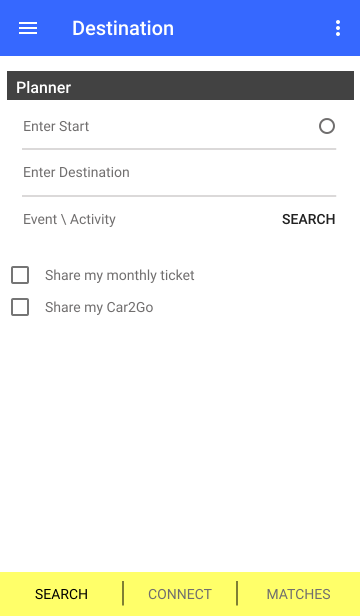 Destination
Planner
Enter Start
Enter Destination
Event \ Activity SEARCH
Share my monthly ticket
Share my Car2Go
SEARCH CONNECT MATCHES